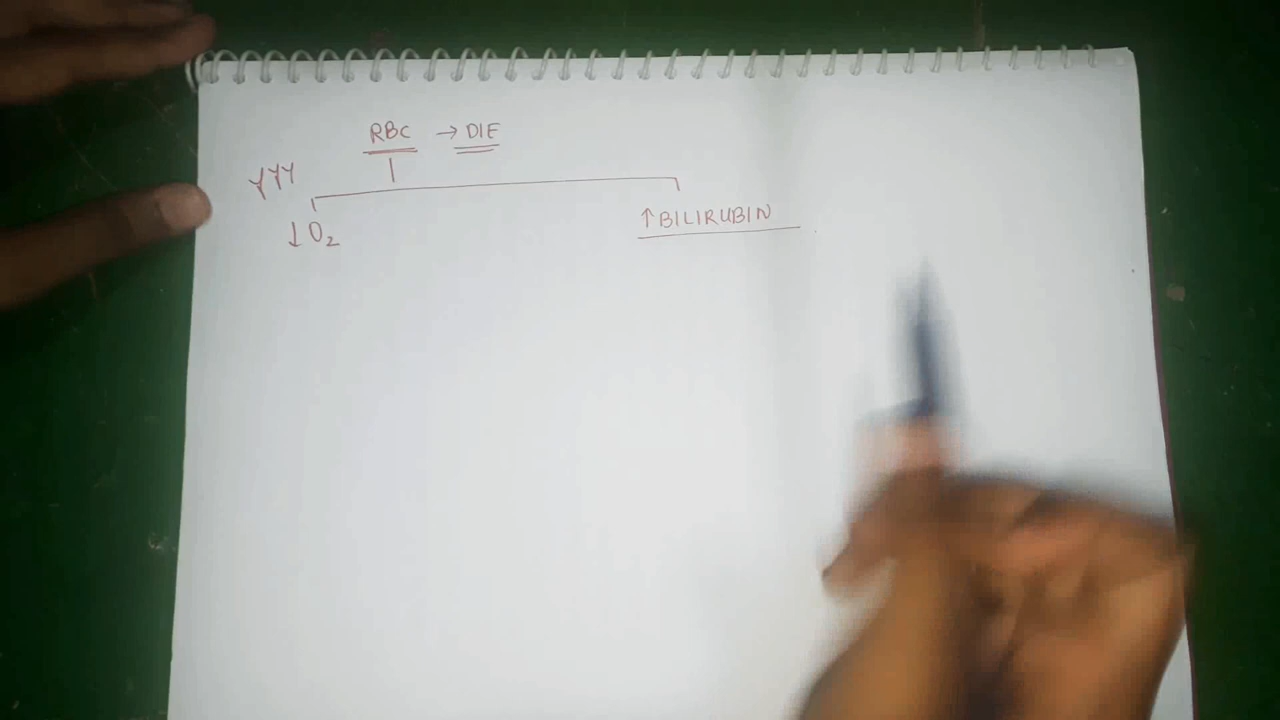 RBC → DIE
YYY
↓ O₂
↑ BILIRUBIN